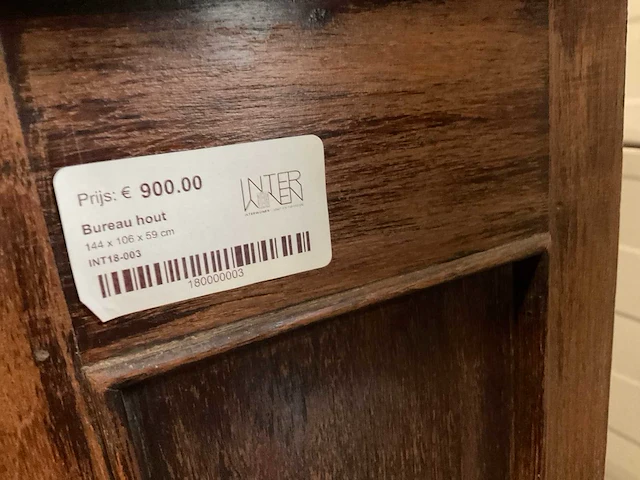 Prijs: € 900.00
INTER
WONEN
Bureau hout
144 x 106 x 59 cm
INT18-003
180000003